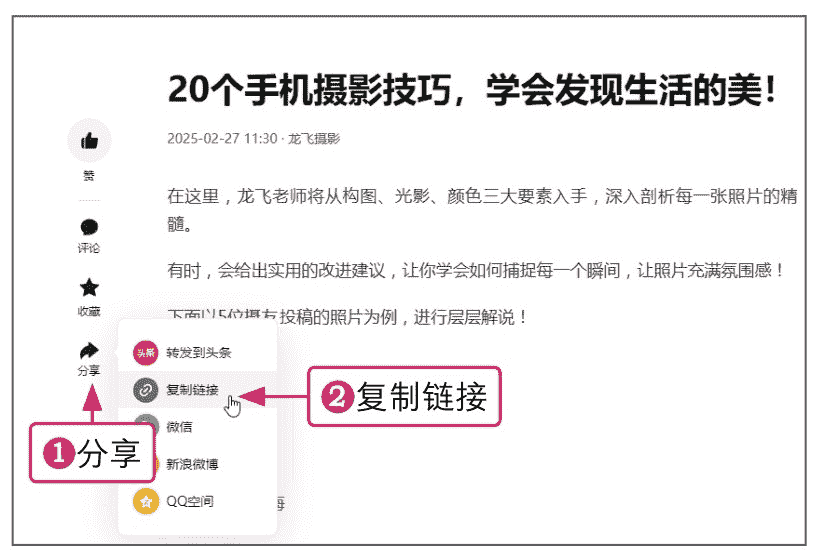 20个手机摄影技巧，学会发现生活的美！
2025-02-27 11:30 · 龙飞摄影
赞
在这里，龙飞老师将从构图、光影、颜色三大要素入手，深入剖析每一张照片的精
髓。
评论
有时，会给出实用的改进建议，让你学会如何捕捉每一个瞬间，让照片充满氛围感！
收藏
下面以5位摄友投稿的照片为例，进行层层解说！
分享
头条 转发到头条
复制链接
❷复制链接
微信
❶分享
新浪微博
QQ空间